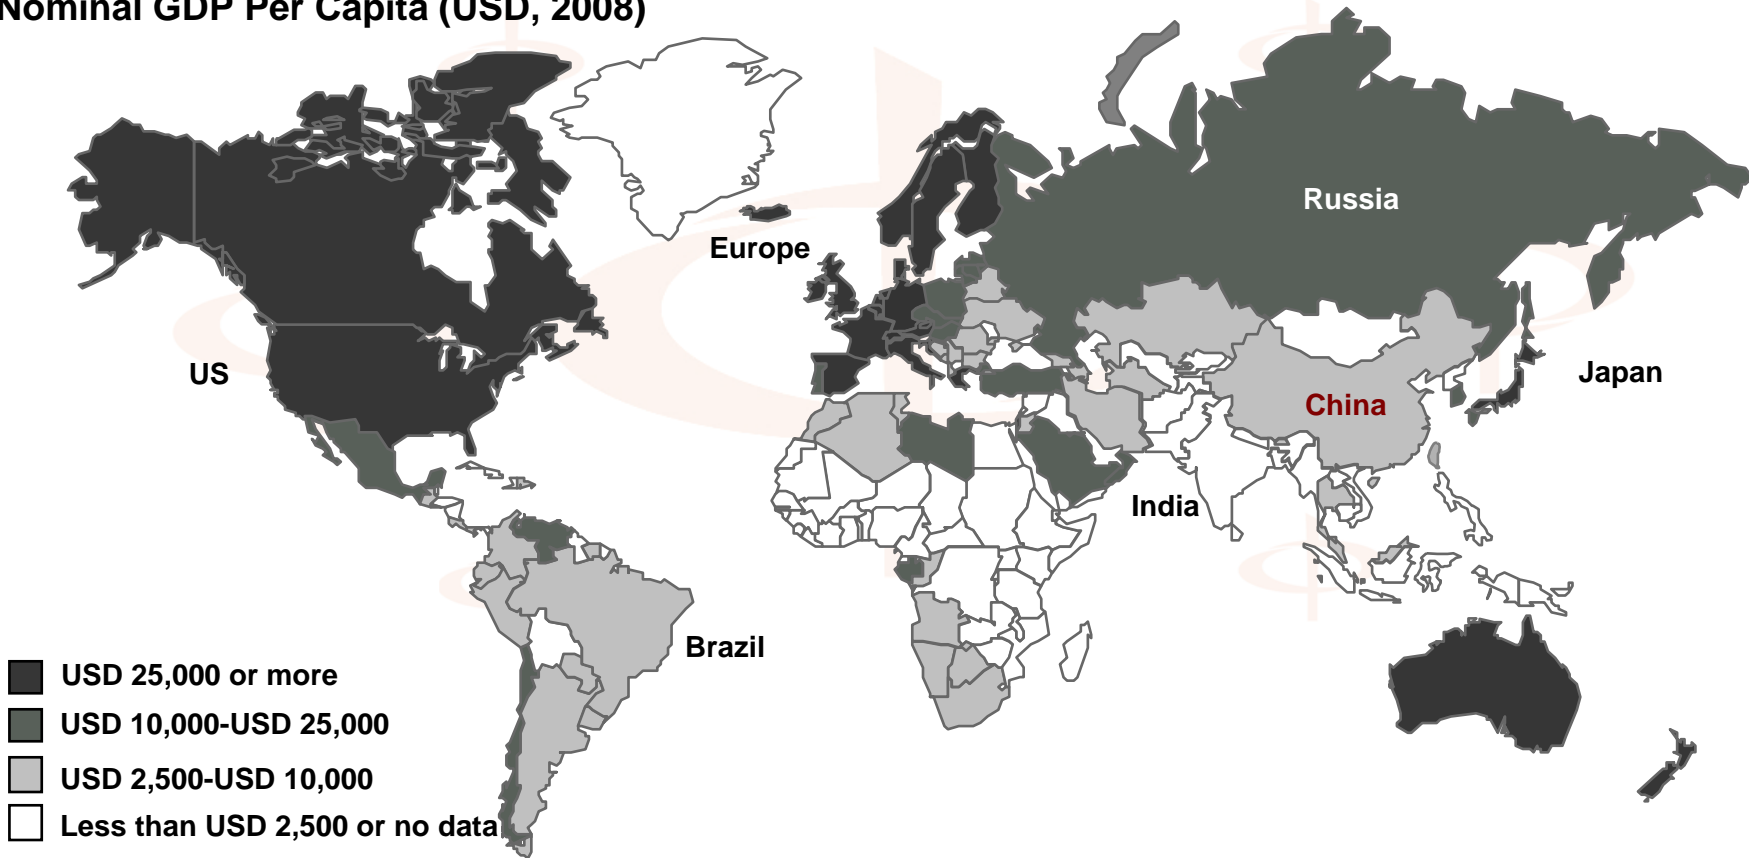 Nominal GDP Per Capita (USD, 2008)
Russia
Europe
US
Japan
China
India
Brazil
USD 25,000 or more
USD 10,000-USD 25,000
USD 2,500-USD 10,000
Less than USD 2,500 or no data